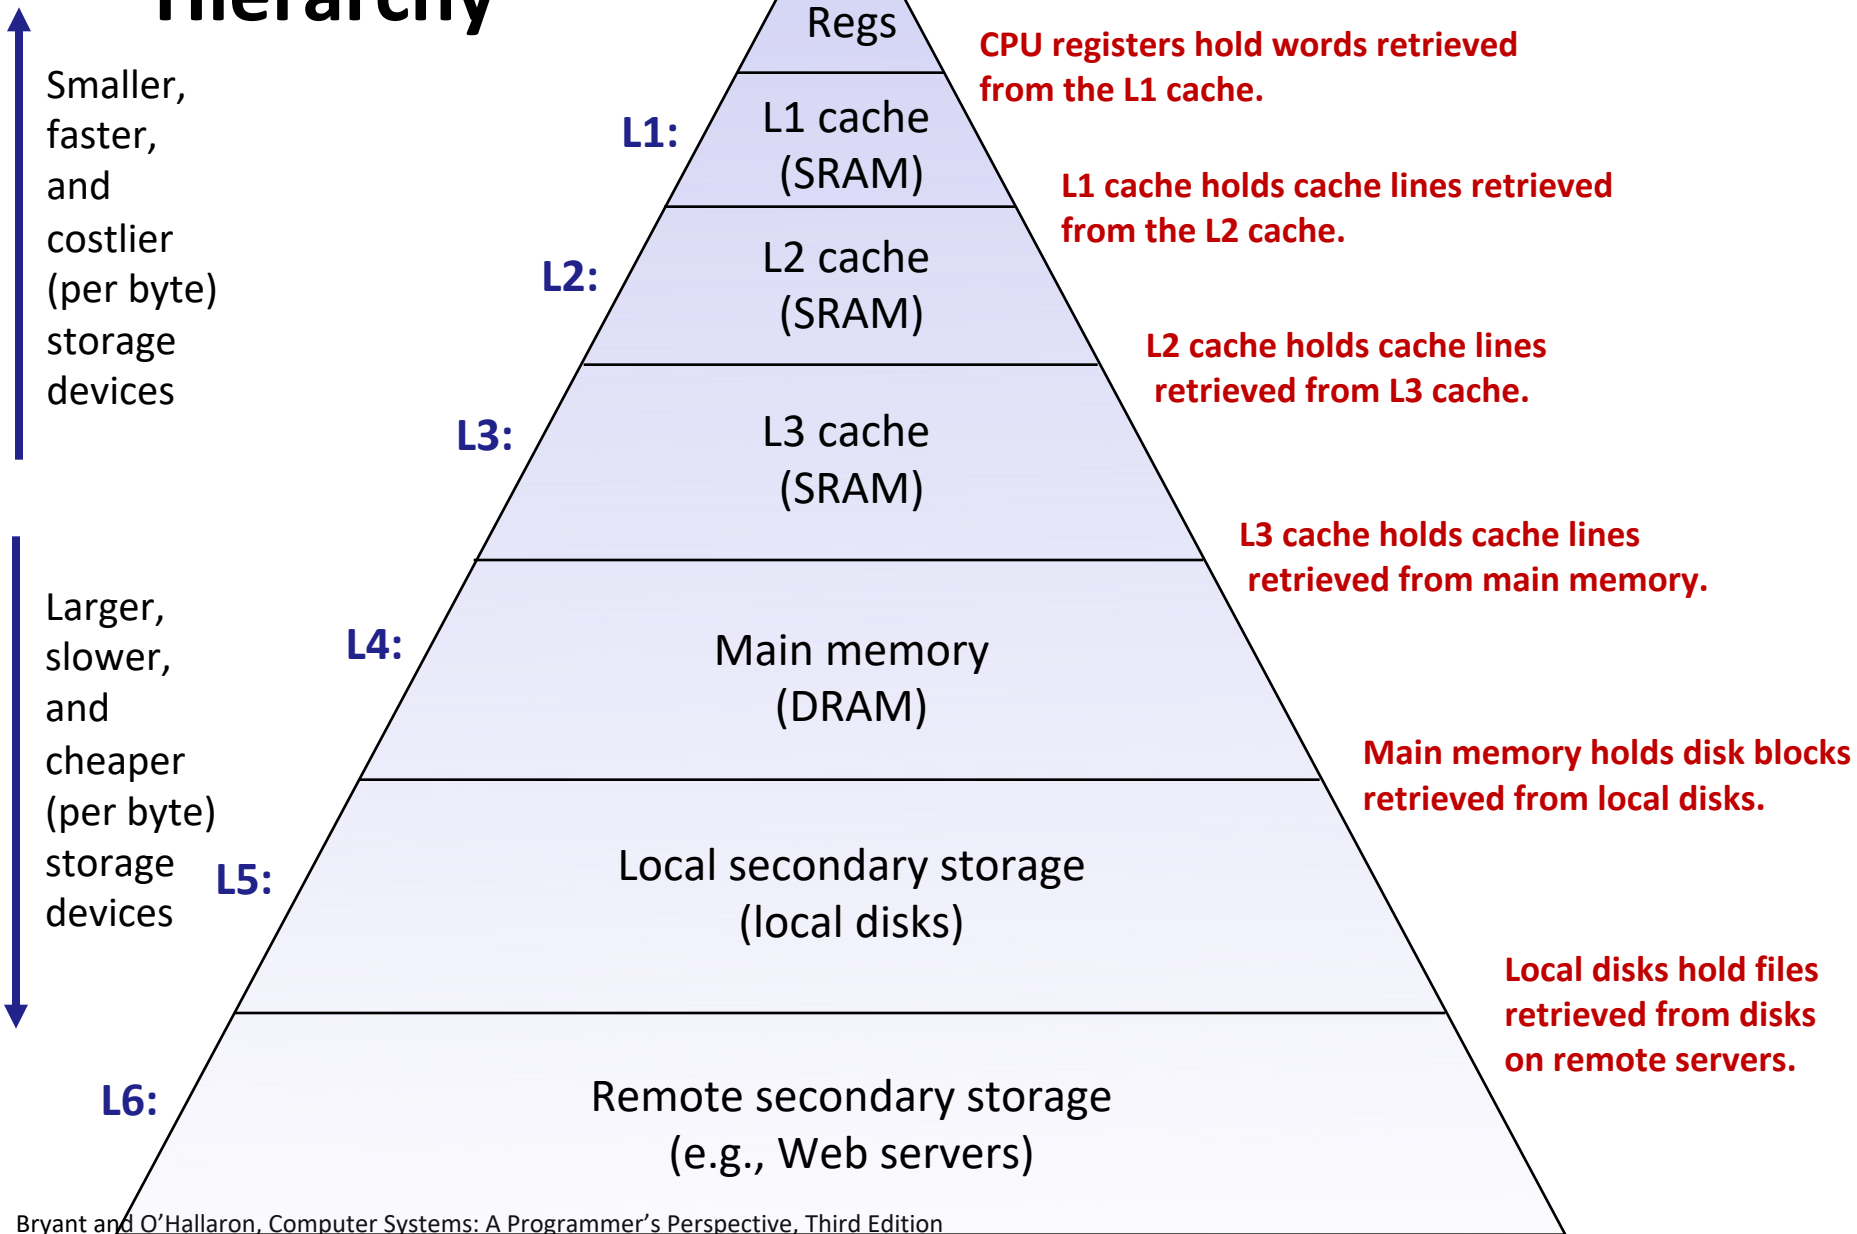 Hierarchy
Smaller,
faster,
and
costlier
(per byte)
storage
devices
Larger,
slower,
and
cheaper
(per byte)
storage
devices
Regs
L1:
L1 cache
(SRAM)
L2:
L2 cache
(SRAM)
L3:
L3 cache
(SRAM)
L4:
Main memory
(DRAM)
L5:
Local secondary storage
(local disks)
L6:
Remote secondary storage
(e.g., Web servers)
CPU registers hold words retrieved
from the L1 cache.
L1 cache holds cache lines retrieved
from the L2 cache.
L2 cache holds cache lines
retrieved from L3 cache.
L3 cache holds cache lines
retrieved from main memory.
Main memory holds disk blocks
retrieved from local disks.
Local disks hold files
retrieved from disks
on remote servers.
Bryant and O’Hallaron, Computer Systems: A Programmer’s Perspective, Third Edition